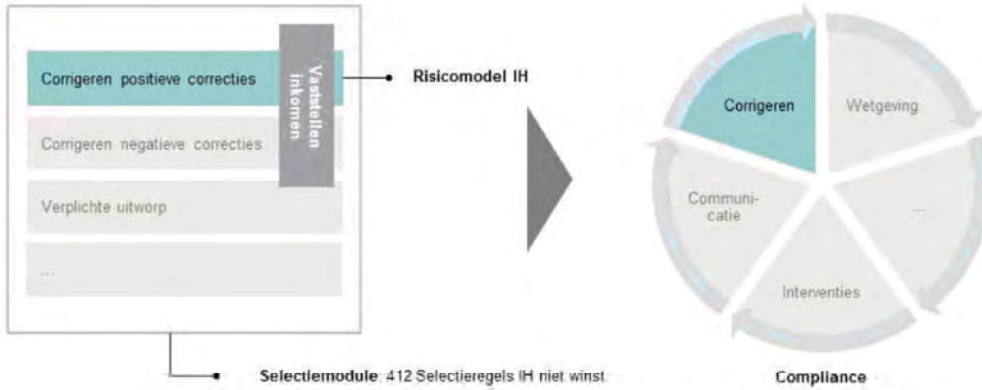 Corrigeren positieve correcties
Vaststellen
inkomen
Risicomodel IH
Corrigeren negatieve correcties
Verplichte uitworp
...
Selectiemodule: 412 Selectieregels IH niet winst
Corrigeren
Wetgeving
Communi-
catie
...
Interventies
Compliance